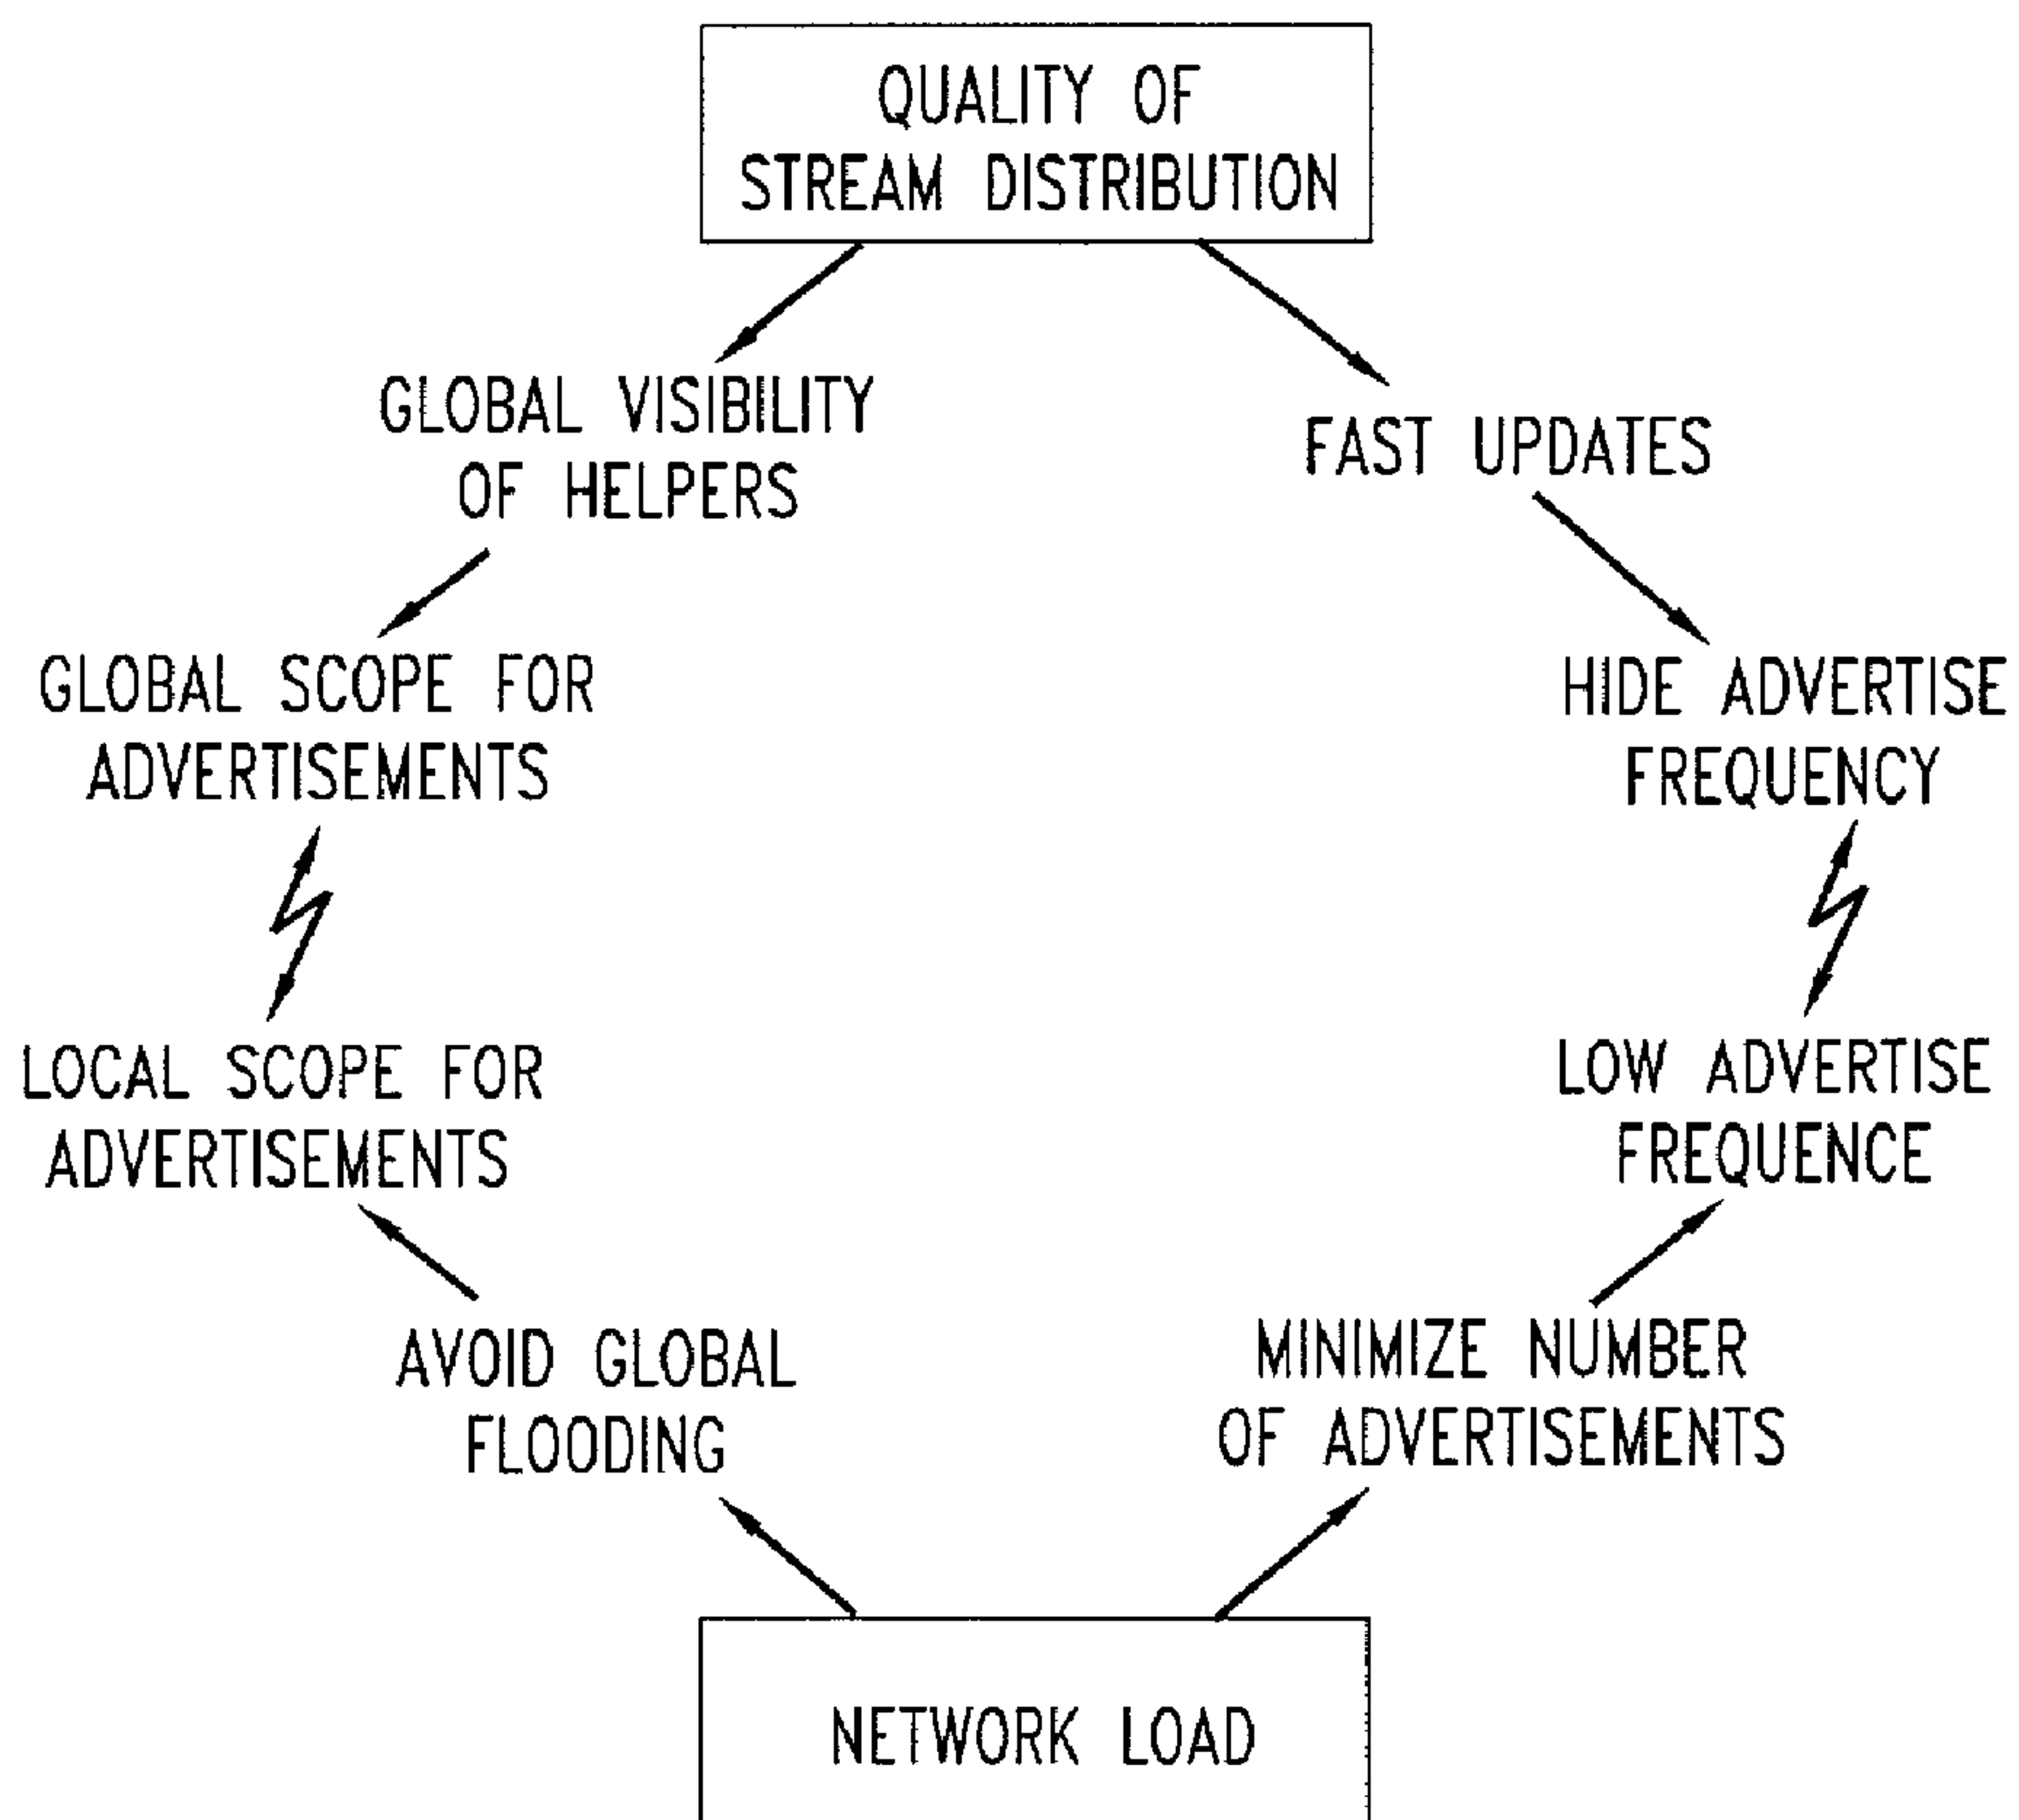 QUALITY OF
STREAM DISTRIBUTION
GLOBAL VISIBILITY
OF HELPERS
FAST UPDATES
GLOBAL SCOPE FOR
ADVERTISEMENTS
HIDE ADVERTISE
FREQUENCY
LOCAL SCOPE FOR
ADVERTISEMENTS
LOW ADVERTISE
FREQUENCE
AVOID GLOBAL
FLOODING
MINIMIZE NUMBER
OF ADVERTISEMENTS
NETWORK LOAD